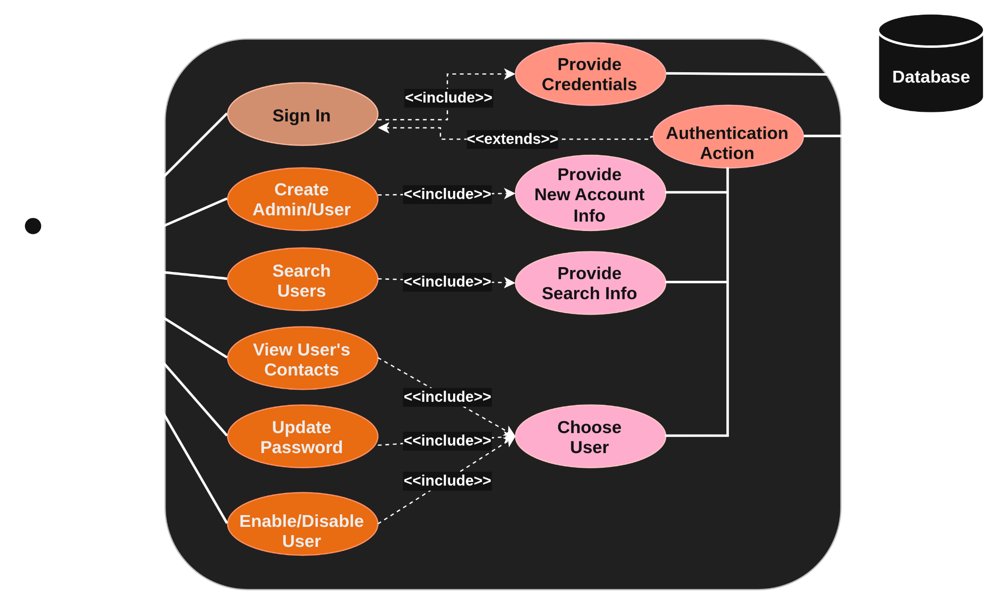 Database
Provide
Credentials
Sign In
<<include>>
<<extends>>
Authentication
Action
Create
Admin/User
<<include>>
Provide
New Account
Info
Search
Users
<<include>>
Provide
Search Info
View User's
Contacts
<<include>>
Update
Password
<<include>>
Choose
User
<<include>>
Enable/Disable
User